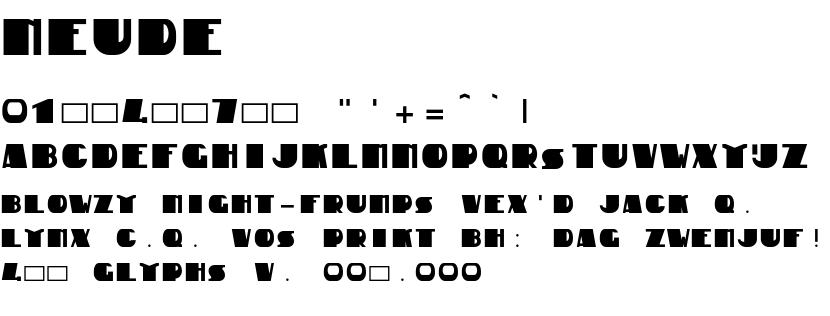 NEUDE
01□□4□□7□□ "'+=^`|
ABCDEFGHIJKLMNOPQRSTUVWXYIJZ
BLOWZY NIGHT-FRUMPS VEX'D JACK Q.
LYNX C.Q. VOS PRIKT BH: DAG ZWEMJUF!
4□□ GLYPHS V. 00□.000